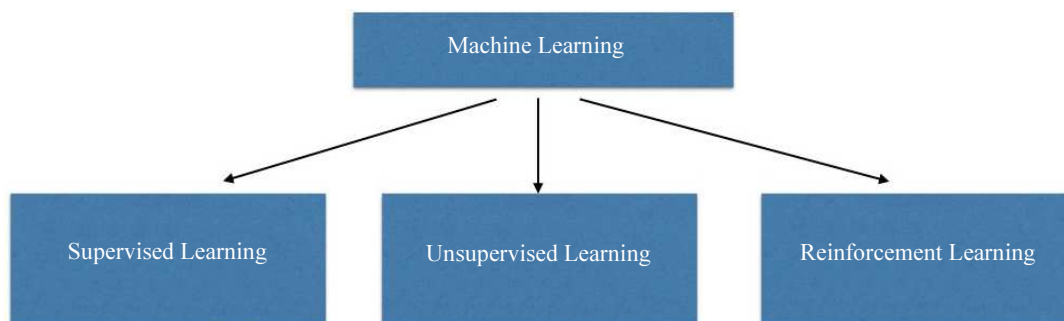 Machine Learning
Supervised Learning
Unsupervised Learning
Reinforcement Learning